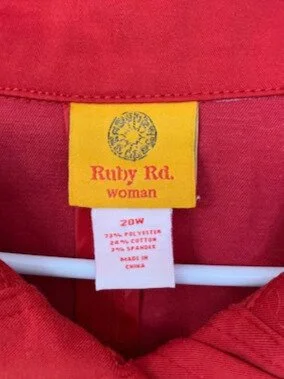 Ruby Rd.
woman
20W
72% POLYESTER
26% COTTON
2% SPANDEX
MADE IN
CHINA